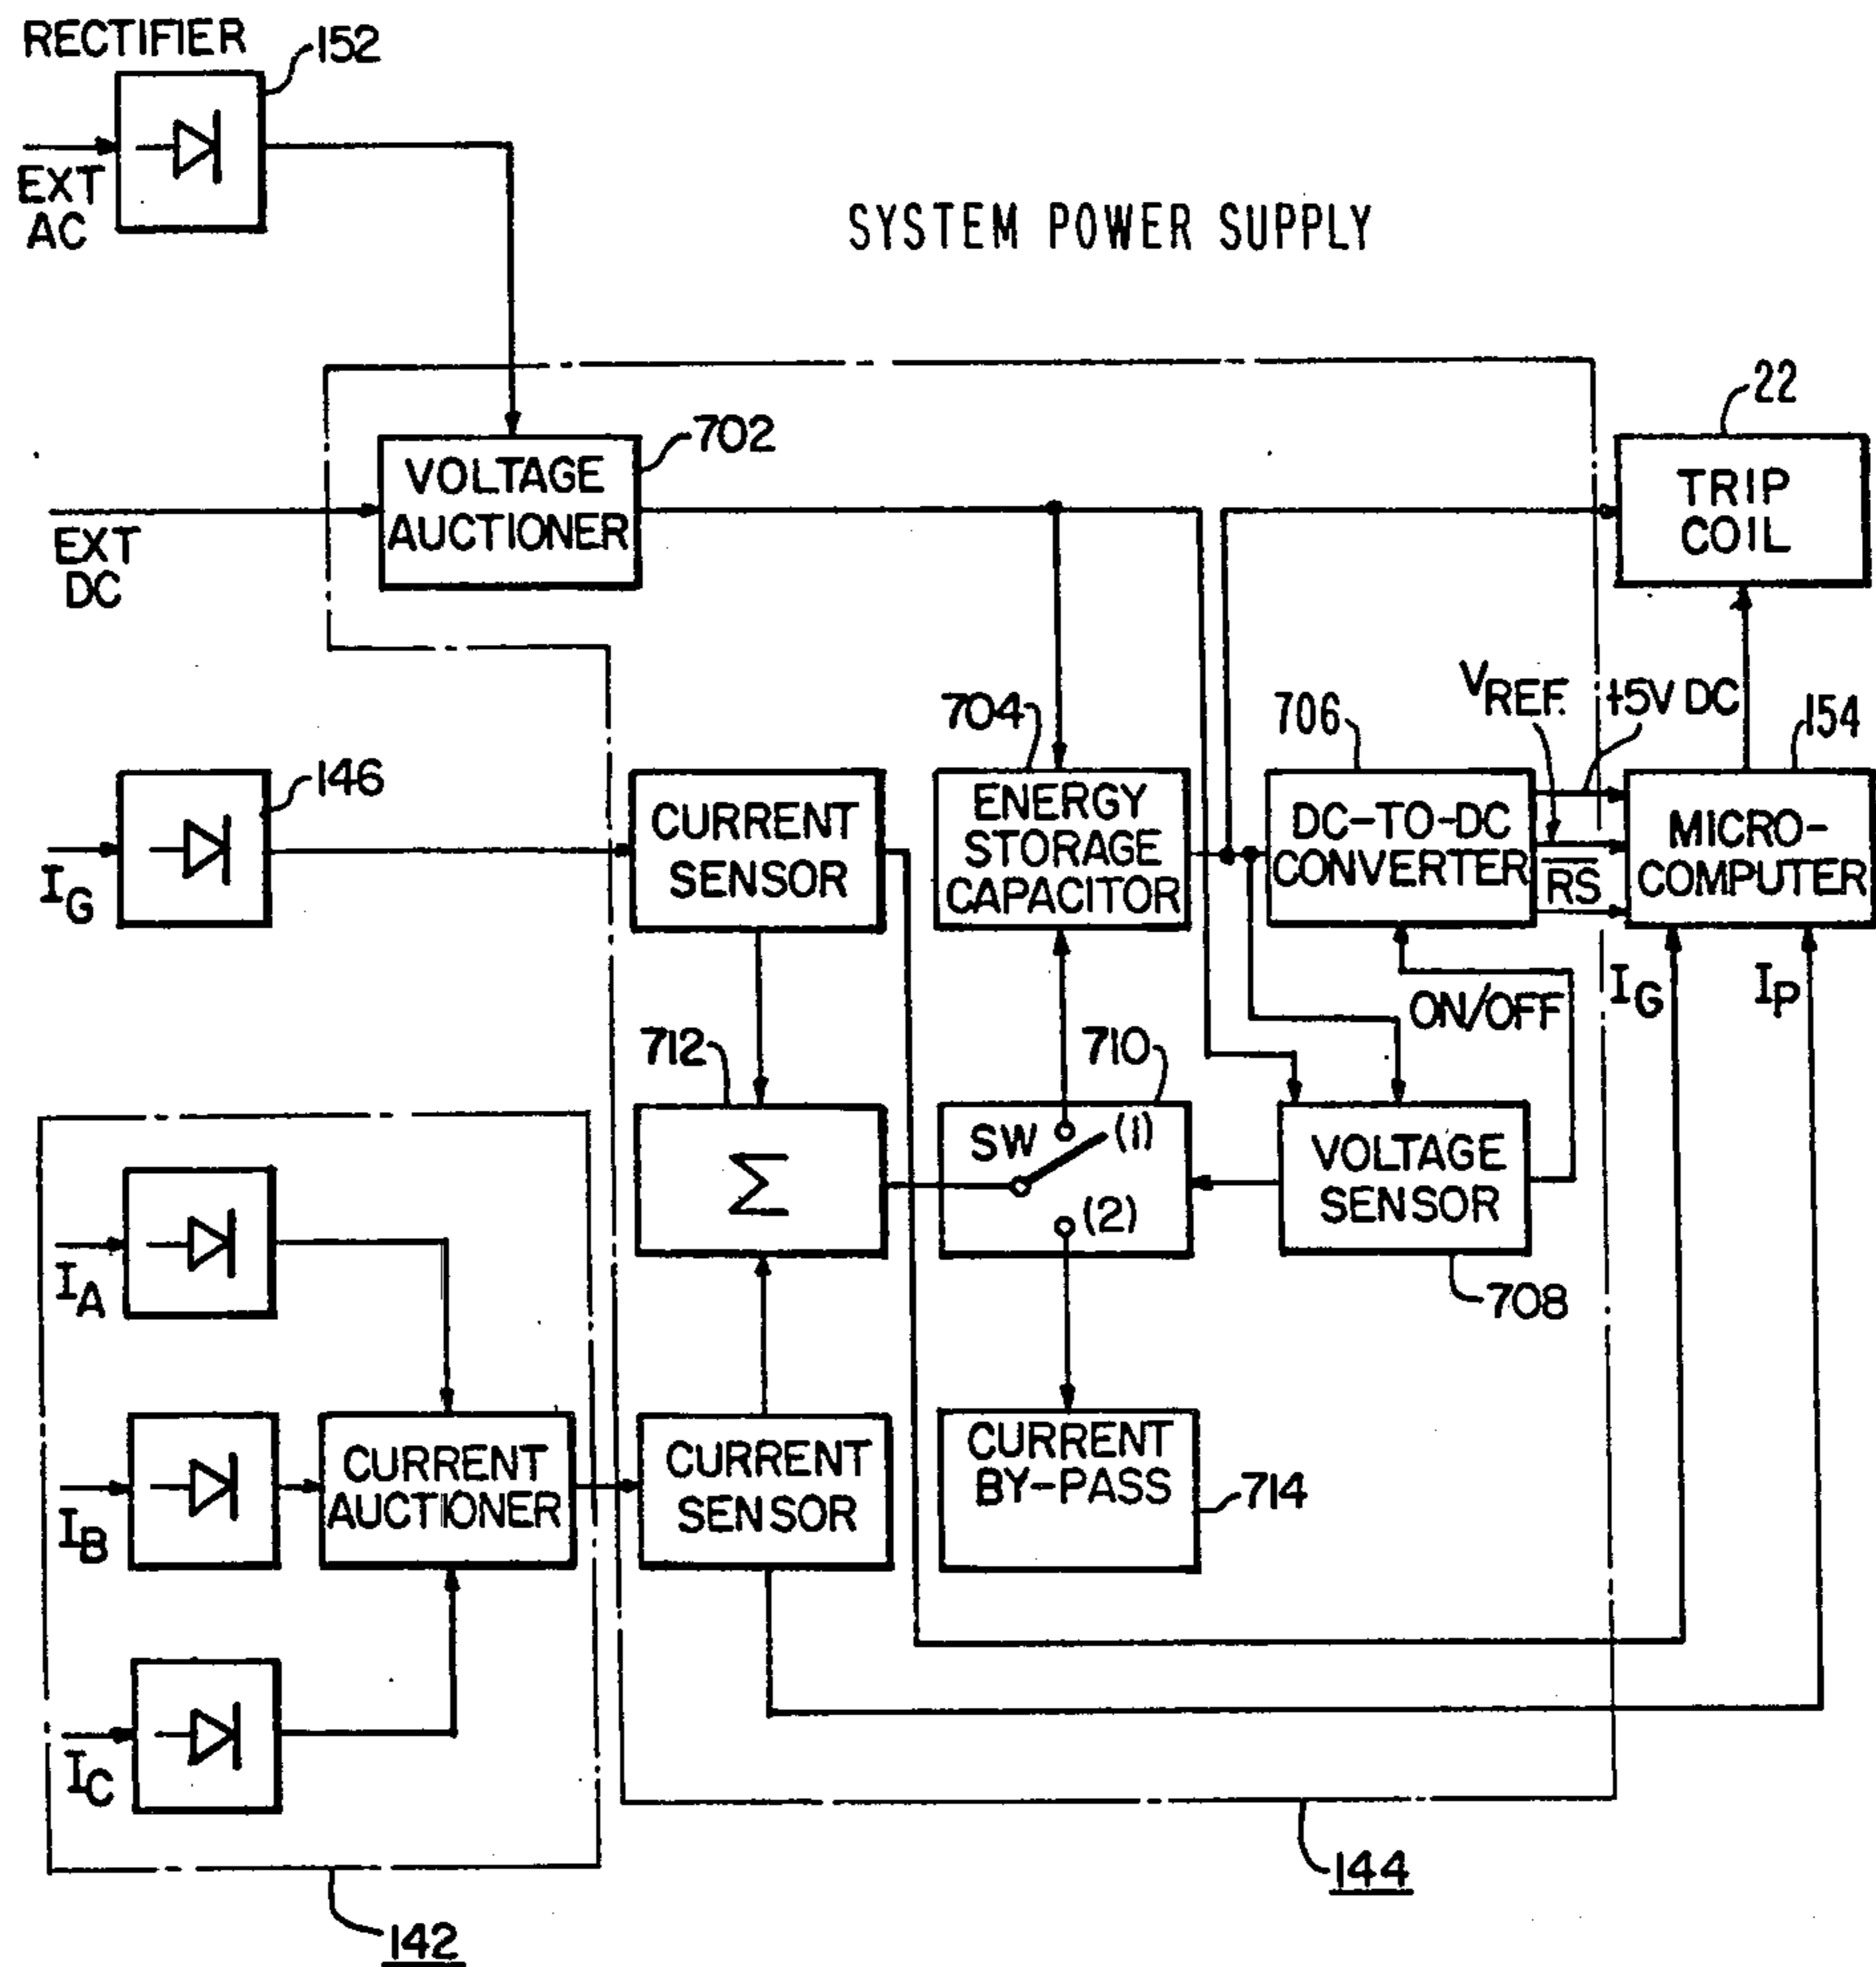 RECTIFIER
152
EXT
AC
SYSTEM POWER SUPPLY
22
702
VOLTAGE
AUCTIONER
TRIP
COIL
EXT
DC
VREF.
+5V DC
704
706
154
146
CURRENT
SENSOR
ENERGY
STORAGE
CAPACITOR
DC-TO-DC
CONVERTER
RS
MICRO-
COMPUTER
IG
ON/OFF
IG
IP
712
710
SW
(1)
(2)
Σ
VOLTAGE
SENSOR
708
IA
CURRENT
AUCTIONER
CURRENT
SENSOR
CURRENT
BY-PASS
714
IB
IC
144
142